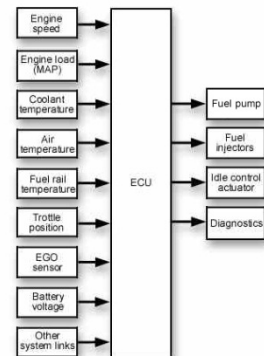 Engine
speed
Engine load
(MAP)
Coolant
temperature
Air
temperature
Fuel rail
temperature
Trottle
position
EGO
sensor
Battery
voltage
Other
system links
ECU
Fuel pump
Fuel
injectors
Idle control
actuator
Diagnostics